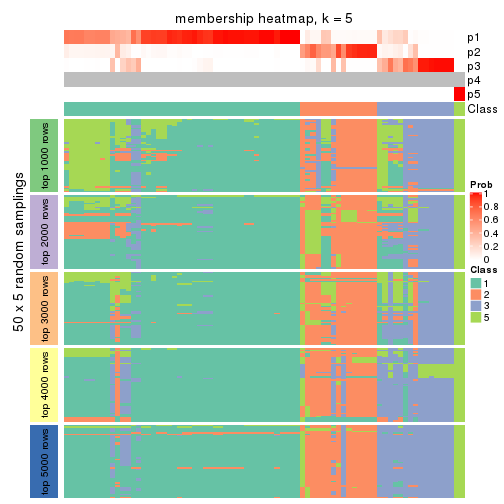 membership heatmap, k = 5
p1
p2
p3
p4
p5
Class
50 x 5 random samplings
top 1000 rows
top 2000 rows
top 3000 rows
top 4000 rows
top 5000 rows
Prob
1
0.8
0.6
0.4
0.2
0
Class
1
2
3
5